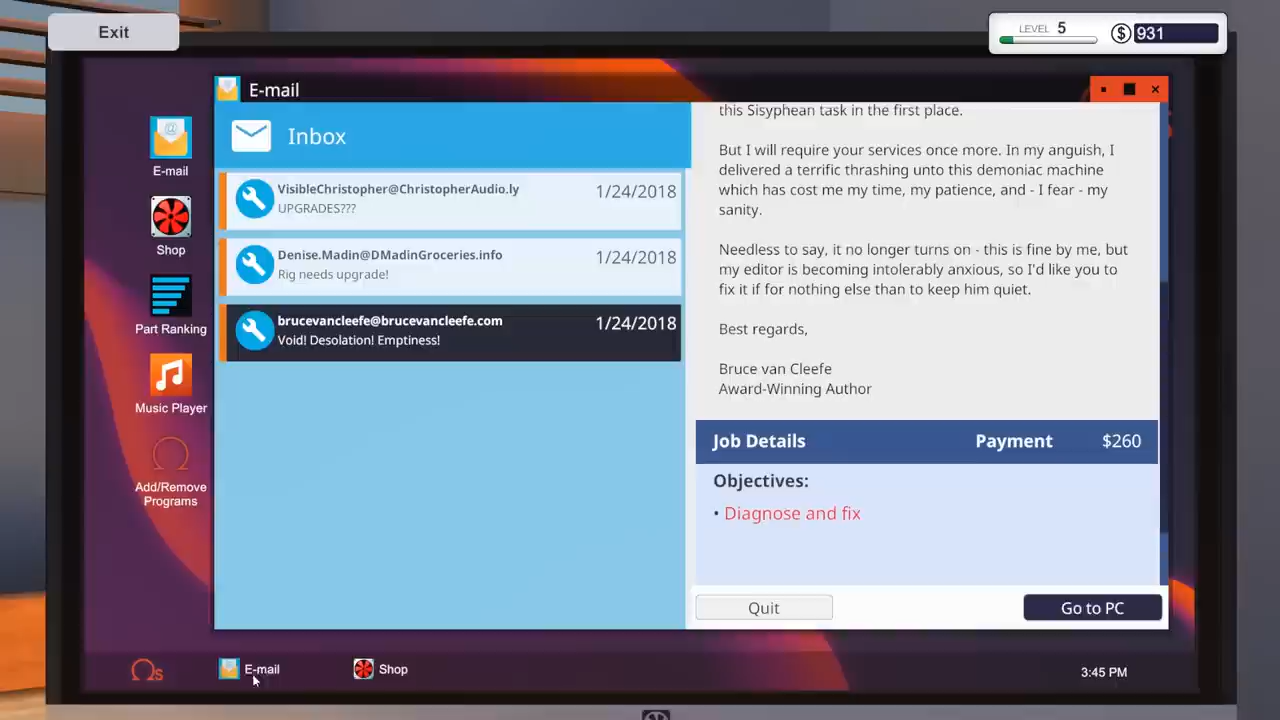 Exit
LEVEL 5
$ 931
E-mail
E-mail
Shop
Part Ranking
Music Player
Add/Remove
Programs
Inbox
VisibleChristopher@ChristopherAudio.ly
1/24/2018
UPGRADES???
Denise.Madin@DMadinGroceries.info
1/24/2018
Rig needs upgrade!
brucevancleefe@brucevancleefe.com
1/24/2018
Void! Desolation! Emptiness!
this Sisyphean task in the first place.
But I will require your services once more. In my anguish, I
delivered a terrific thrashing unto this demoniac machine
which has cost me my time, my patience, and - I fear - my
sanity.
Needless to say, it no longer turns on - this is fine by me, but
my editor is becoming intolerably anxious, so I'd like you to
fix it if for nothing else than to keep him quiet.
Best regards,
Bruce van Cleefe
Award-Winning Author
Job Details Payment $260
Objectives:
• Diagnose and fix
Quit
Go to PC
Ωs
E-mail
Shop
3:45 PM